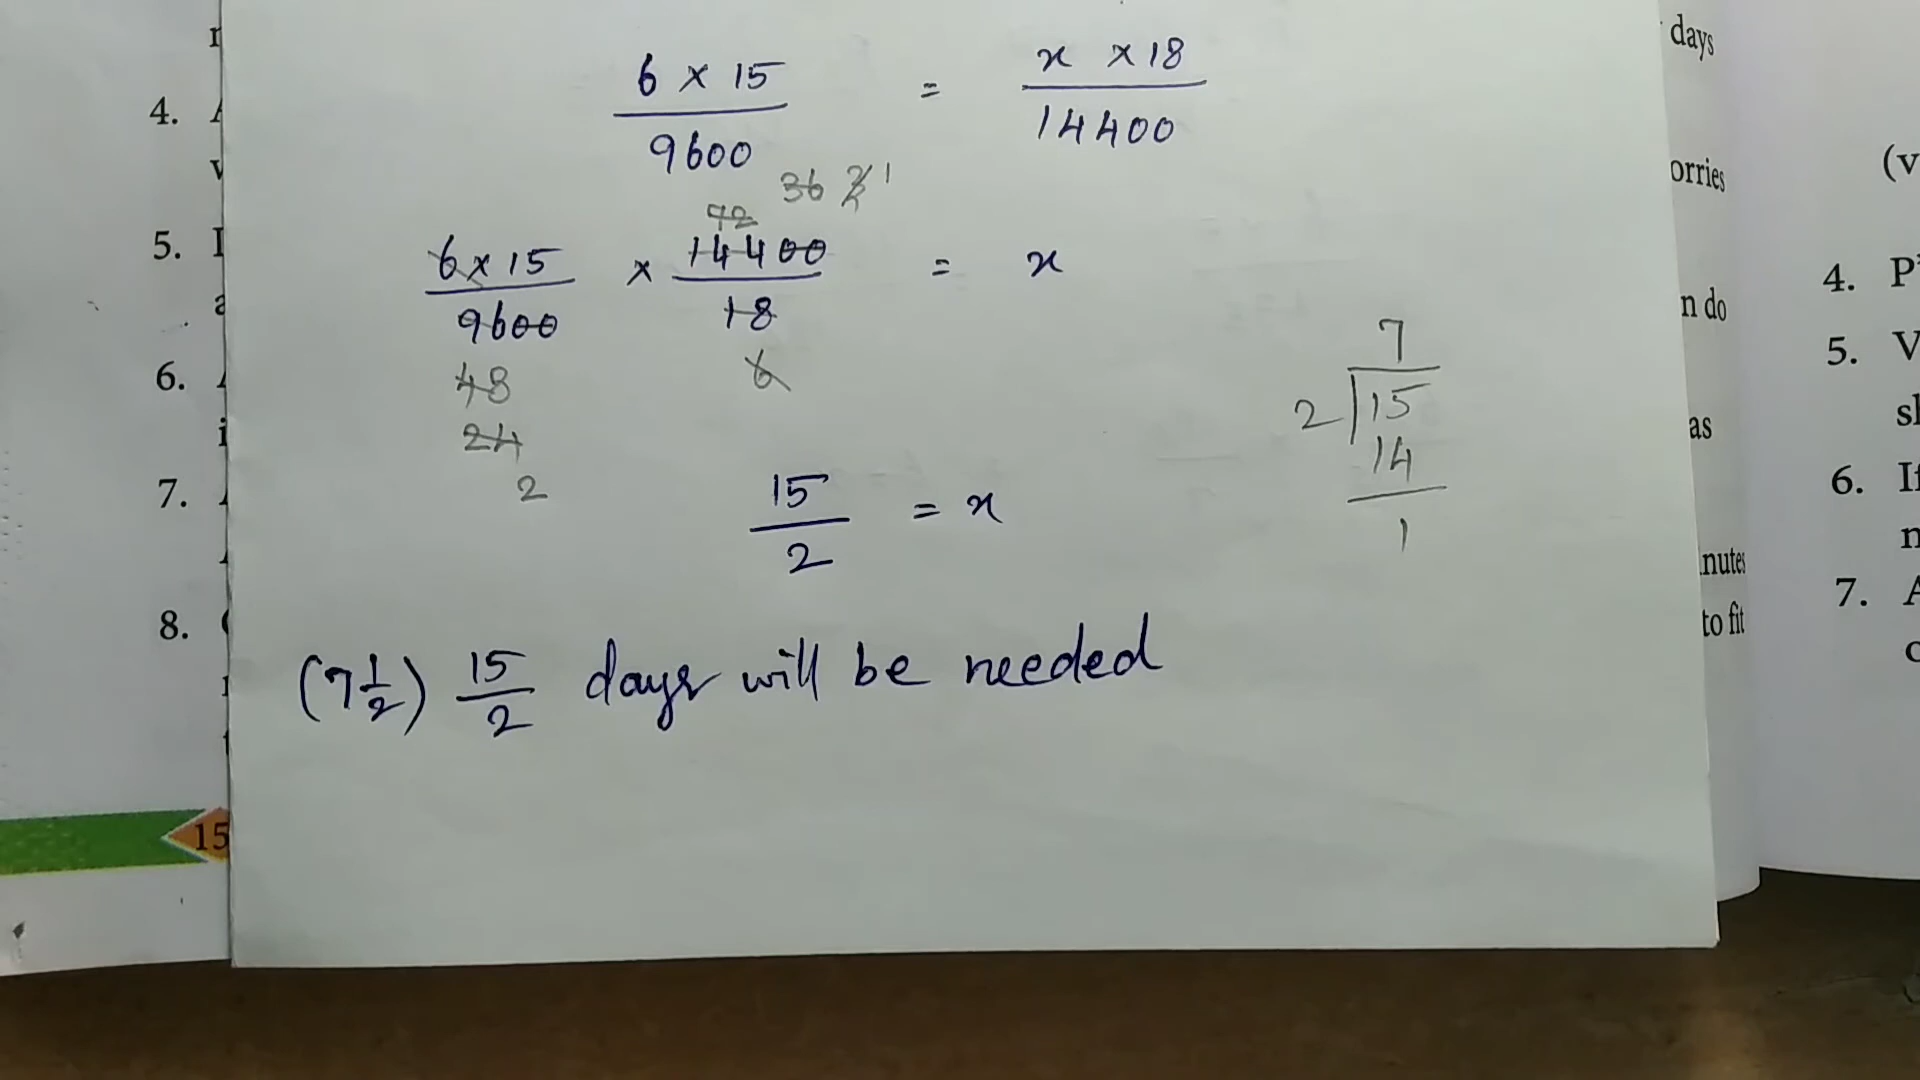 6 × 15 / 9600 = x × 18 / 14400
36 2 1
72
6 × 15 / 9600 × 14400 / 18 = x
48 6
24
2
15 / 2 = x
7
2 15
14
1
(7 1/2) 15/2 days will be needed
4.
5.
6.
7.
8.
15
days
orries
n do
as
nutes
to fit
(v
4. P
5. V
sl
6. If
n
7. A